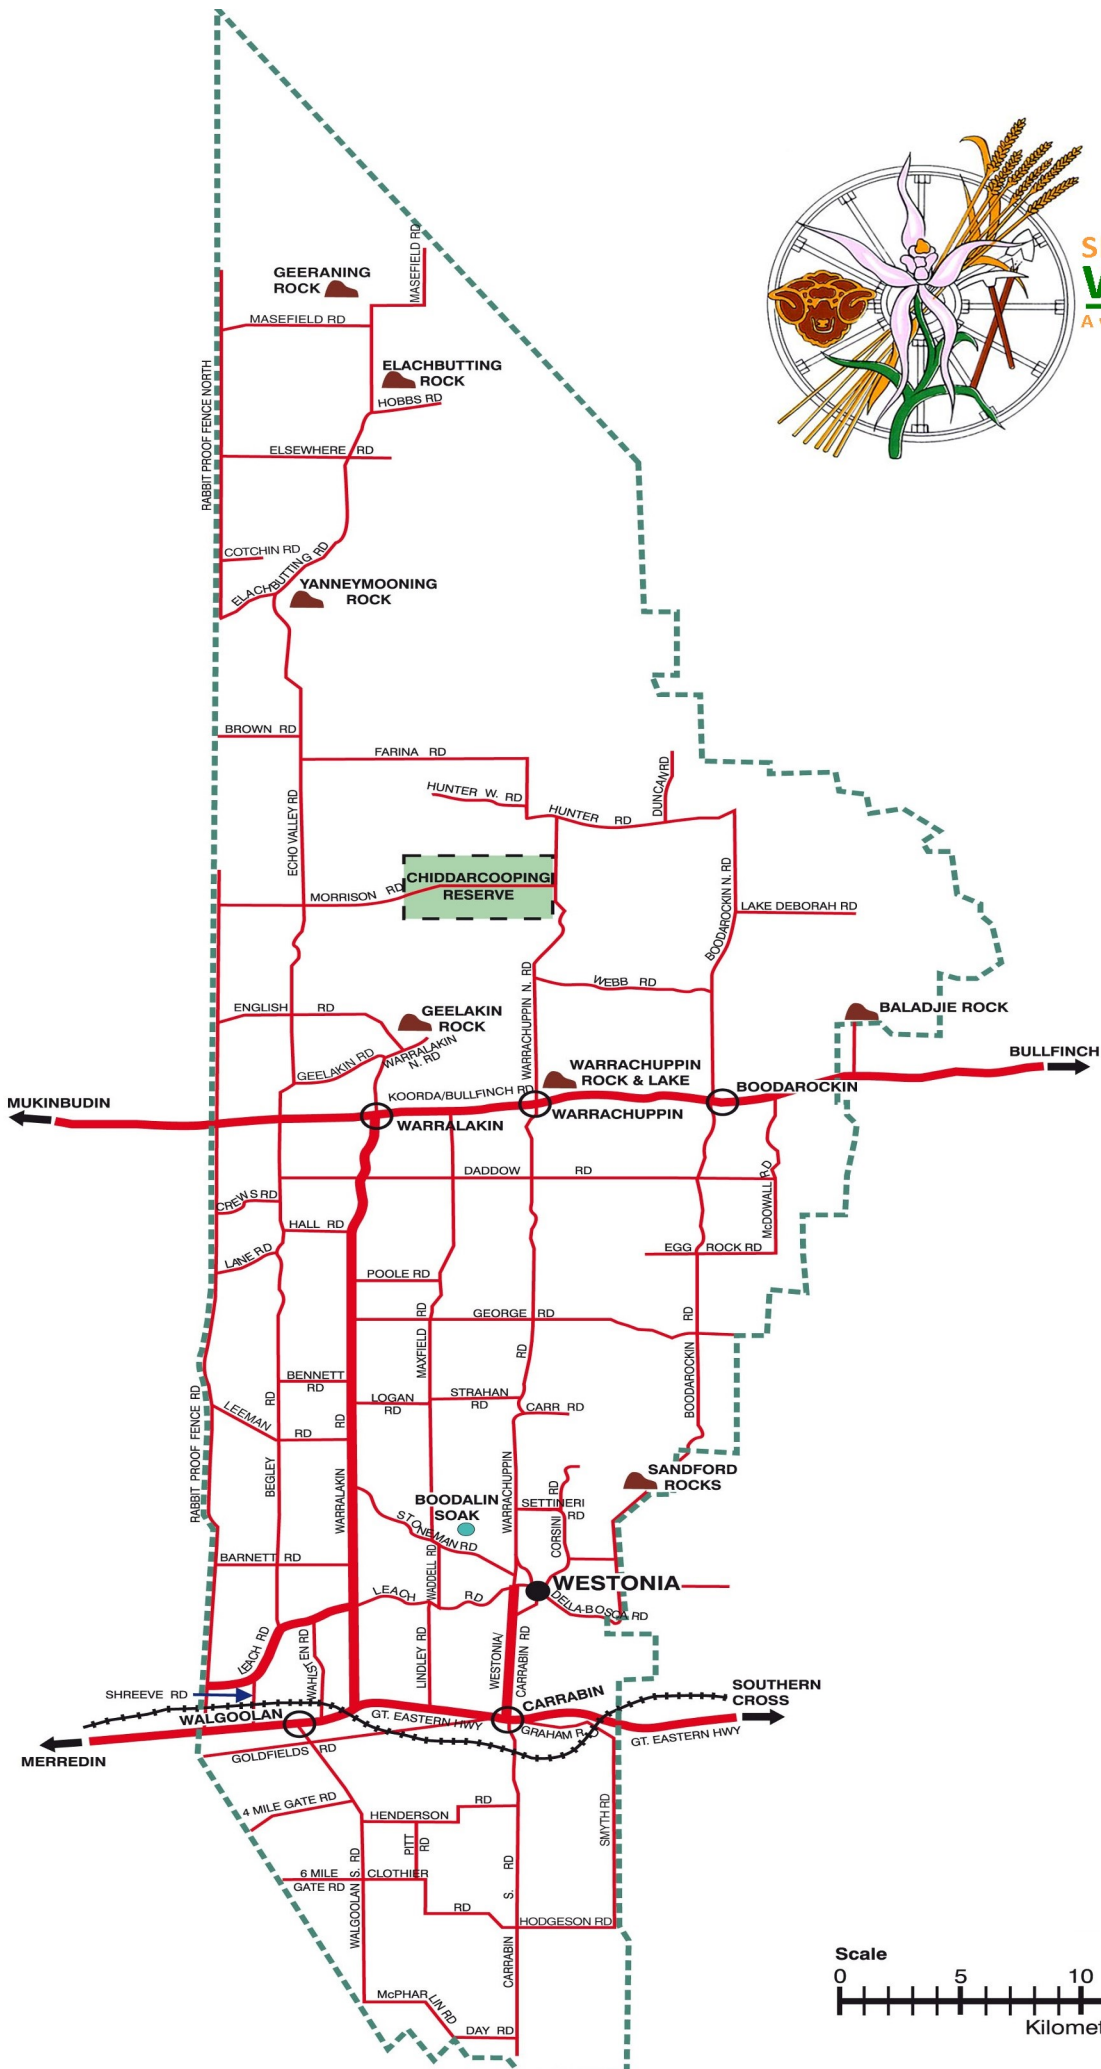 MASEFIELD RD
GEERANING
ROCK
MASEFIELD RD
S
W
A
ELACHBUTTING
ROCK
HOBBS RD
RABBIT PROOF FENCE NORTH
ELSEWHERE RD
COTCHIN RD
ELACHBUTTING RD
YANNEYMOONING
ROCK
BROWN RD
FARINA RD
HUNTER W. RD
HUNTER RD
DUNCAN RD
ECHO VALLEY RD
CHIDDARCOOPING
RESERVE
MORRISON RD
BOODAROCKIN N. RD
LAKE DEBORAH RD
WARRACHUPPIN N. RD
WEBB RD
ENGLISH RD
GEELAKIN
ROCK
BALADJIE ROCK
WARRALAKIN
N. RD
GEELAKIN RD
BULLFINCH
WARRACHUPPIN
ROCK & LAKE
KOORDA/BULLFINCH RD
BOODAROCKIN
MUKINBUDIN
WARRALAKIN
WARRACHUPPIN
DADDOW RD
CREWS RD
McDOWALL RD
HALL RD
LANE RD
EGG ROCK RD
POOLE RD
GEORGE RD
MAXFIELD RD
BOODAROCKIN RD
BENNETT
RD
LOGAN
RD
STRAHAN
RD
CARR RD
RABBIT PROOF FENCE RD
LEEMAN RD
BEGLEY RD
WARRALAKIN RD
WARRACHUPPIN RD
SANDFORD
ROCKS
BOODALIN
SOAK
SETTINERI
RD
CORSINI RD
STONEMAN RD
WADDELL RD
BARNETT RD
WESTONIA
LEACH RD
DELLA-BOSCA RD
LEACH RD
WAHLSTEN RD
LINDLEY RD
WESTONIA/
CARRABIN RD
SHREEVE RD
SOUTHERN
CROSS
WALGOOLAN
CARRABIN
GT. EASTERN HWY
GRAHAM RD
GT. EASTERN HWY
MERREDIN
GOLDFIELDS RD
4 MILE GATE RD
HENDERSON RD
PITT
RD
SMYTH RD
6 MILE
GATE RD
CLOTHIER RD
WALGOOLAN S. RD
CARRABIN S. RD
HODGESON RD
McPHARLIN RD
DAY RD
Scale
0 5 10
Kilomet